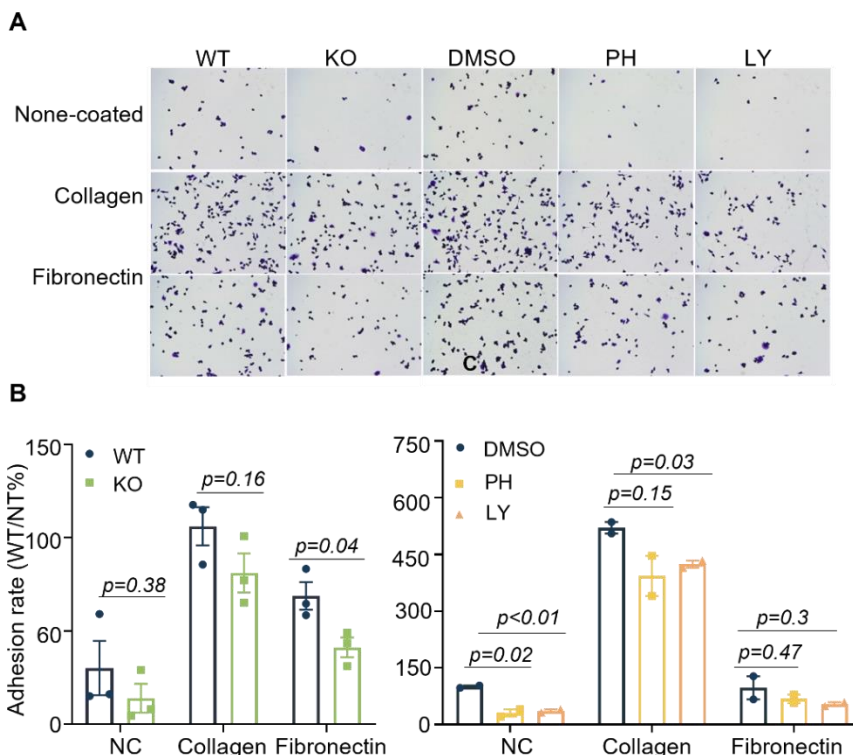 A
WT KO DMSO PH LY
None-coated
Collagen
Fibronectin
C
B
Adhesion rate (WT/NT%)
150
100
60
0
WT
KO
p=0.38
p=0.16
p=0.04
NC Collagen Fibronectin
750
600
450
300
150
0
DMSO
PH
LY
p=0.03
p=0.15
p<0.01
p=0.02
p=0.3
p=0.47
NC Collagen Fibronectin